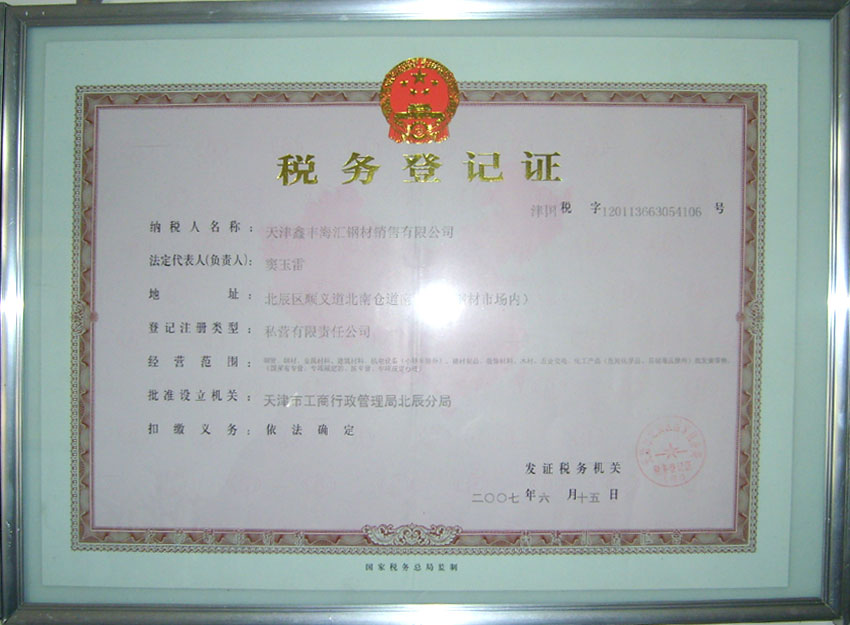 税务登记证
津国税 字120113663054106 号
纳税人名称： 天津鑫丰海汇钢材销售有限公司
法定代表人(负责人)： 窦玉雷
地 址： 北辰区顺义道北南仓道南 材市场内）
登记注册类型： 私营有限责任公司
经营范围：
批准设立机关： 天津市工商行政管理局北辰分局
扣缴义务： 依法确定
发证税务机关
二〇〇七 年 六 月 十五 日
国家税务总局监制